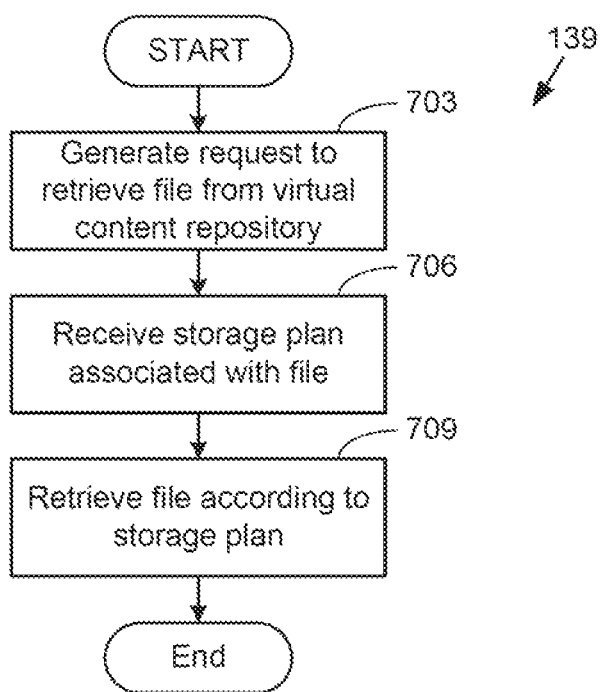 START
139
703
Generate request to
retrieve file from virtual
content repository
706
Receive storage plan
associated with file
709
Retrieve file according to
storage plan
End